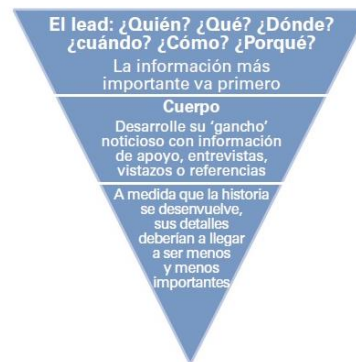 El lead: ¿Quién? ¿Qué? ¿Dónde?
¿cuándo? ¿Cómo? ¿Porqué?
La información más
importante va primero
Cuerpo
Desarrolle su ‘gancho’
noticioso con información
de apoyo, entrevistas,
vistazos o referencias
A medida que la historia
se desenvuelve,
sus detalles
deberían a llegar
a ser menos
y menos
importantes